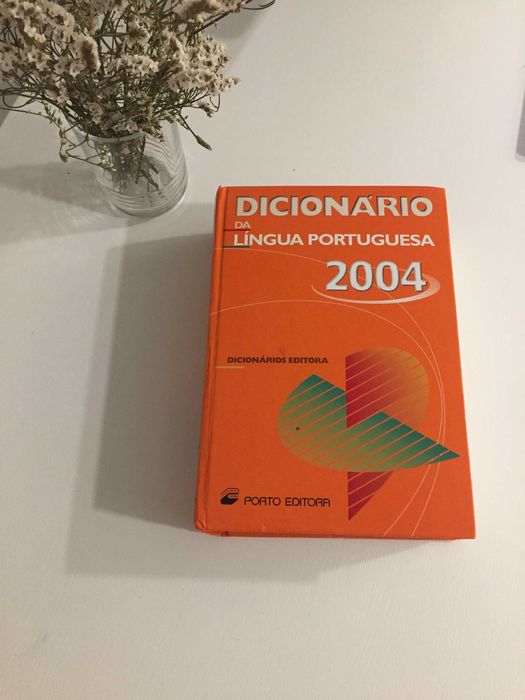 DICIONÁRIO
DA
LÍNGUA PORTUGUESA
2004
DICIONÁRIOS EDITORA
PORTO EDITORA